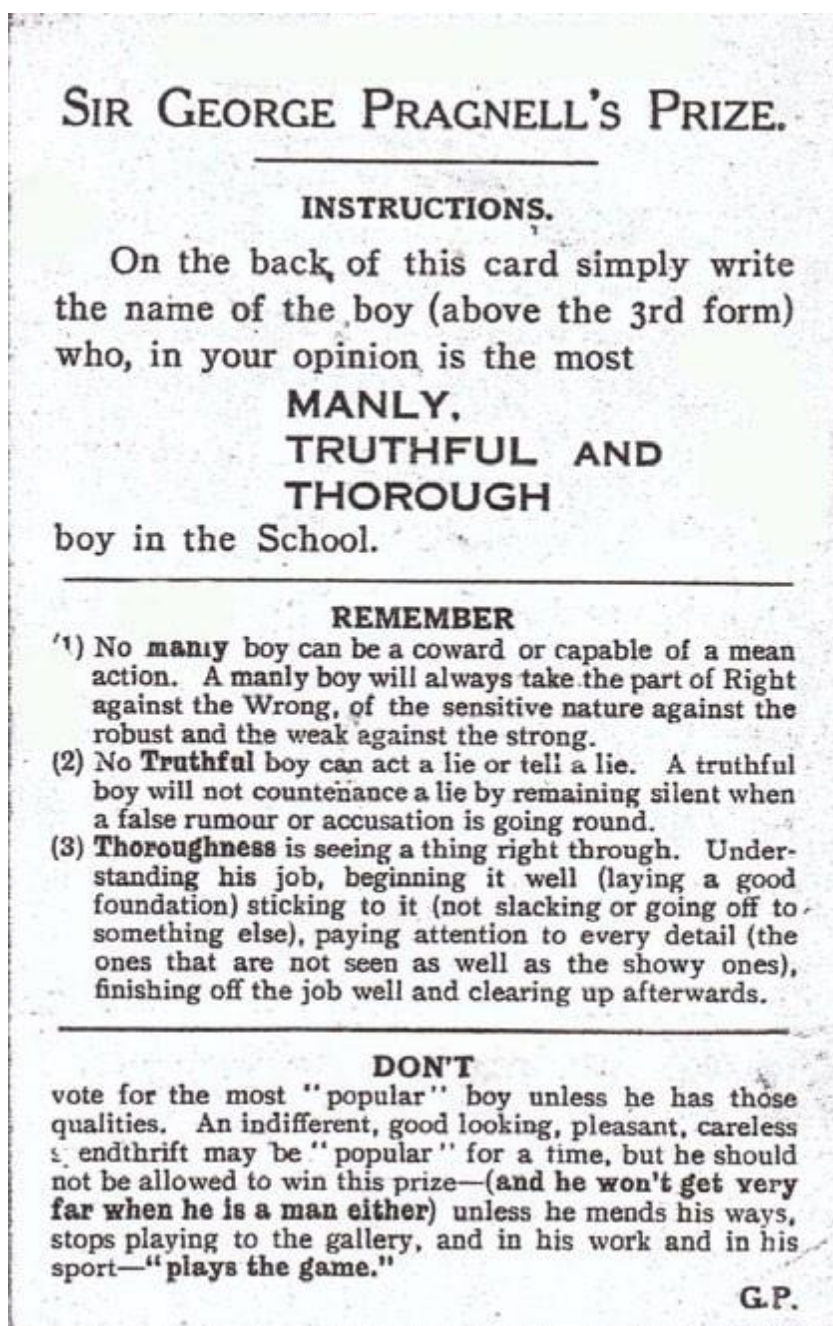 SIR GEORGE PRAGNELL'S PRIZE.
INSTRUCTIONS.
On the back of this card simply write
the name of the boy (above the 3rd form)
who, in your opinion is the most
MANLY,
TRUTHFUL AND
THOROUGH
boy in the School.
REMEMBER
(1) No manly boy can be a coward or capable of a mean
action. A manly boy will always take the part of Right
against the Wrong, of the sensitive nature against the
robust and the weak against the strong.
(2) No Truthful boy can act a lie or tell a lie. A truthful
boy will not countenance a lie by remaining silent when
a false rumour or accusation is going round.
(3) Thoroughness is seeing a thing right through. Under-
standing his job, beginning it well (laying a good
foundation) sticking to it (not slacking or going off to
something else), paying attention to every detail (the
ones that are not seen as well as the showy ones),
finishing off the job well and clearing up afterwards.
DON'T
vote for the most "popular" boy unless he has those
qualities. An indifferent, good looking, pleasant, careless
s endthrift may be "popular" for a time, but he should
not be allowed to win this prize—(and he won't get very
far when he is a man either) unless he mends his ways,
stops playing to the gallery, and in his work and in his
sport—"plays the game."
G.P.